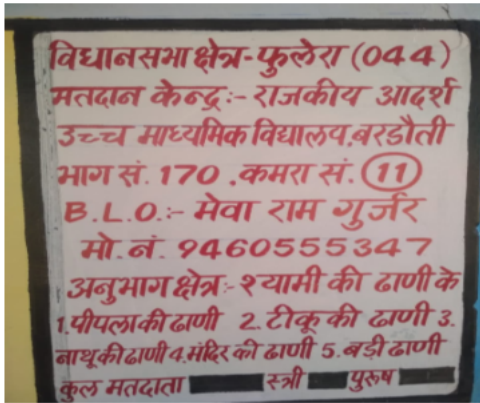 विधानसभा क्षेत्र-फुलेरा (044)
मतदान केन्द्र:- राजकीय आदर्श
उच्च माध्यमिक विद्यालय,बरडौती
भाग सं. 170 .कमरा सं. 11
B.L.O.:- मेवा राम गुर्जर
मो.नं. 9460555347
अनुभाग क्षेत्र:- श्यामी की ढाणी के
1.पीपला की ढाणी 2.टीकू की ढाणी 3.
नाथू की ढाणी 4.मंदिर की ढाणी 5.बड़ी ढाणी
कुल मतदाता स्त्री पुरूष